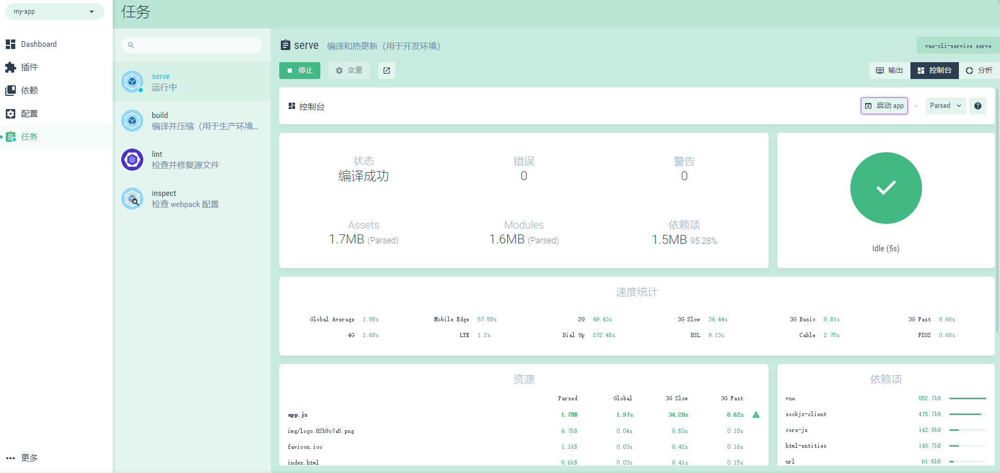 my-app
任务
Dashboard
插件
依赖
配置
任务
更多
serve
运行中
build
编译并压缩（用于生产环境...
lint
检查并修复源文件
inspect
检查 webpack 配置
serve 编译和热更新（用于开发环境）
vue-cli-service serve
停止 变量
输出 控制台 分析
控制台
启动 app
Parsed
状态 错误 警告
编译成功 0 0
Assets Modules 依赖项
1.7MB (Parsed) 1.6MB (Parsed) 1.5MB 95.28%
Idle (5s)
速度统计
Global Average 1.98s Mobile Edge 57.58s 2G 49.43s 3G Slow 34.44s 3G Basic 8.81s 3G Fast 8.66s
4G 1.68s LTE 1.2s Dial Up 272.45s DSL 9.13s Cable 2.75s FIOS 0.68s
资源
Parsed Global 3G Slow 3G Fast
app.js 1.7MB 1.97s 34.28s 8.62s
img/logo.82b9c7a5.png 6.7kB 0.04s 0.53s 0.18s
favicon.ico 1.1kB 0.03s 0.42s 0.16s
index.html 0.6kB 0.03s 0.41s 0.15s
依赖项
vue 552.7kB
sockjs-client 475.7kB
core-js 142.9kB
html-entities 140.7kB
url 61.5kB